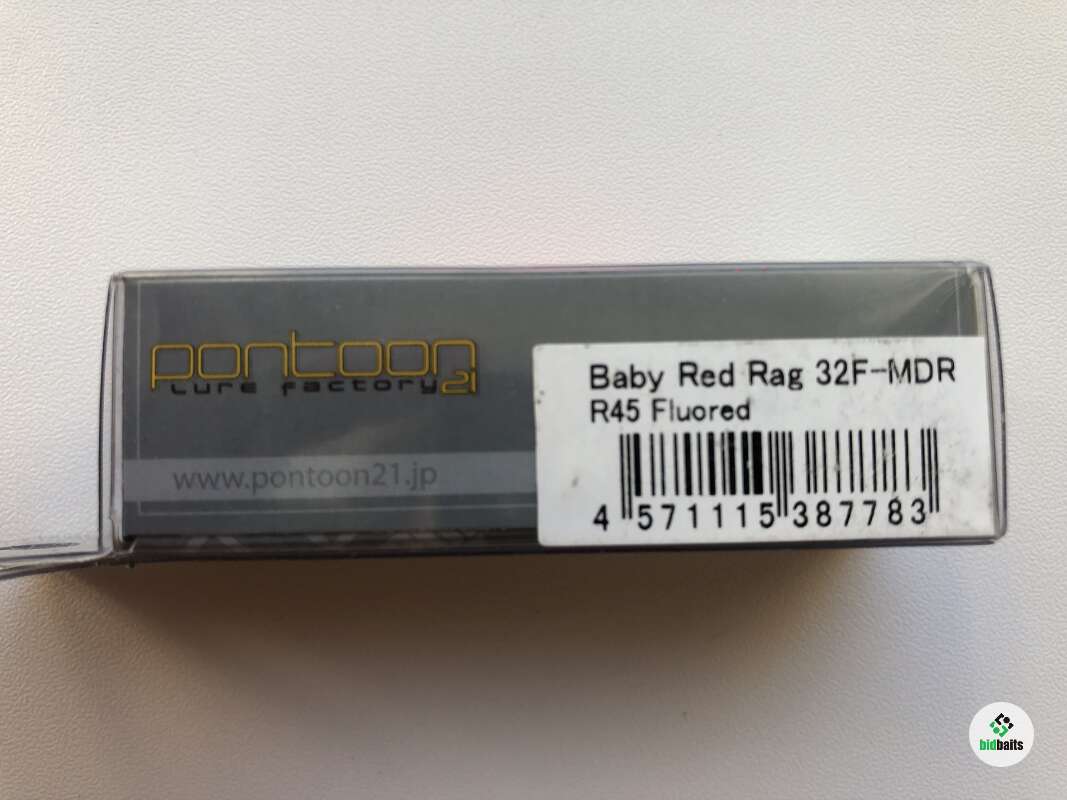 pontoon
lure factory 21
www.pontoon21.jp
Baby Red Rag 32F-MDR
R45 Fluored
4 571115 387783
bidbaits